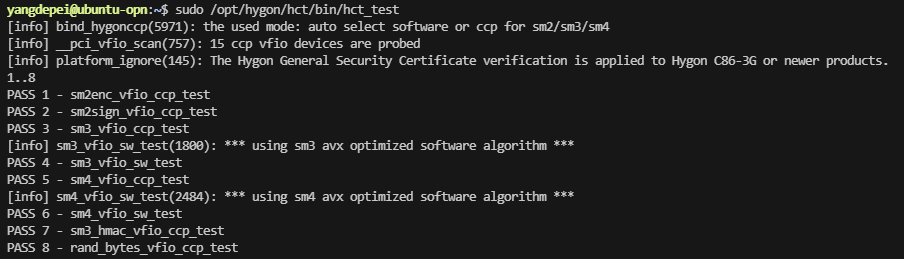 yangdepei@ubuntu-opn:~$ sudo /opt/hygon/hct/bin/hct_test
[info] bind_hygonccp(5971): the used mode: auto select software or ccp for sm2/sm3/sm4
[info] __pci_vfio_scan(757): 15 ccp vfio devices are probed
[info] platform_ignore(145): The Hygon General Security Certificate verification is applied to Hygon C86-3G or newer products.
1..8
PASS 1 - sm2enc_vfio_ccp_test
PASS 2 - sm2sign_vfio_ccp_test
PASS 3 - sm3_vfio_ccp_test
[info] sm3_vfio_sw_test(1800): *** using sm3 avx optimized software algorithm ***
PASS 4 - sm3_vfio_sw_test
PASS 5 - sm4_vfio_ccp_test
[info] sm4_vfio_sw_test(2484): *** using sm4 avx optimized software algorithm ***
PASS 6 - sm4_vfio_sw_test
PASS 7 - sm3_hmac_vfio_ccp_test
PASS 8 - rand_bytes_vfio_ccp_test